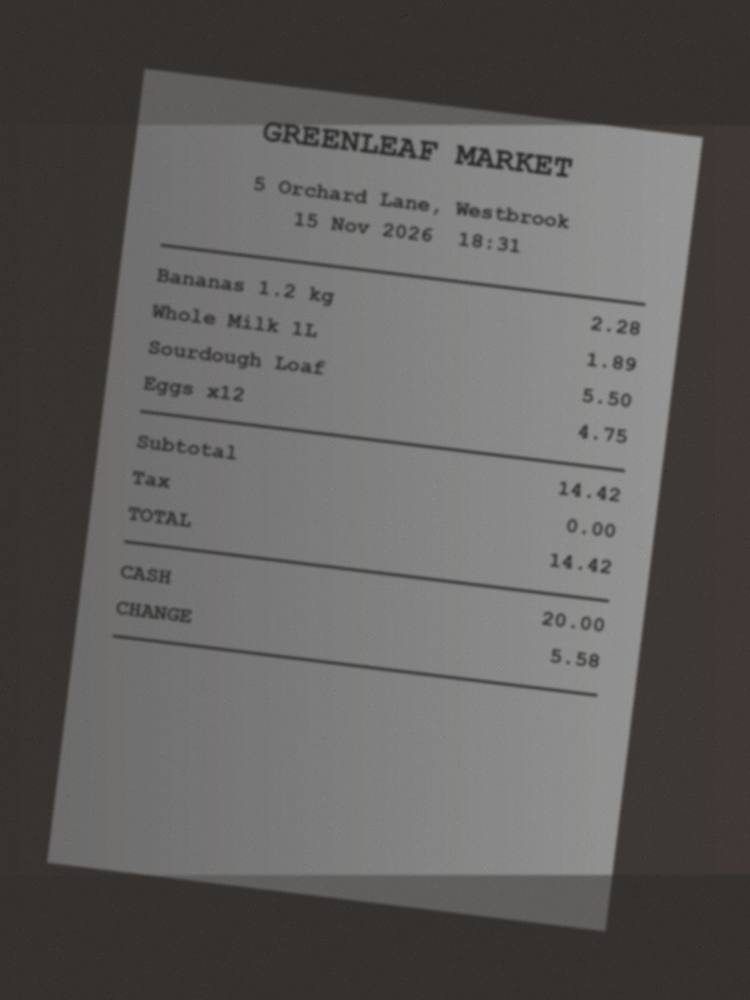 GREENLEAF MARKET
5 Orchard Lane, Westbrook
15 Nov 2026 18:31
Bananas 1.2 kg 2.28
Whole Milk 1L 1.89
Sourdough Loaf 5.50
Eggs x12 4.75
Subtotal 14.42
Tax 0.00
TOTAL 14.42
CASH 20.00
CHANGE 5.58